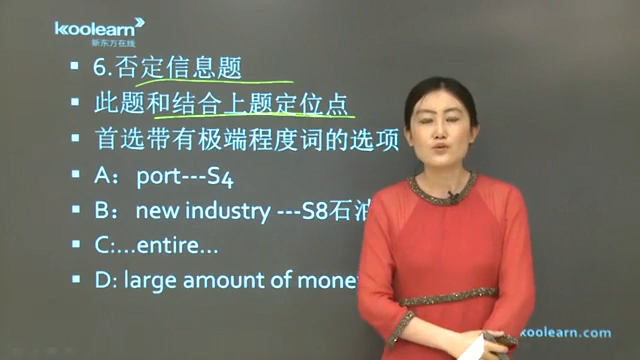 koolearn
新东方在线
6.否定信息题
此题和结合上题定位点
首选带有极端程度词的选项
A：port---S4
B：new industry ---S8石油
C:...entire...
D: large amount of money
koolearn.com